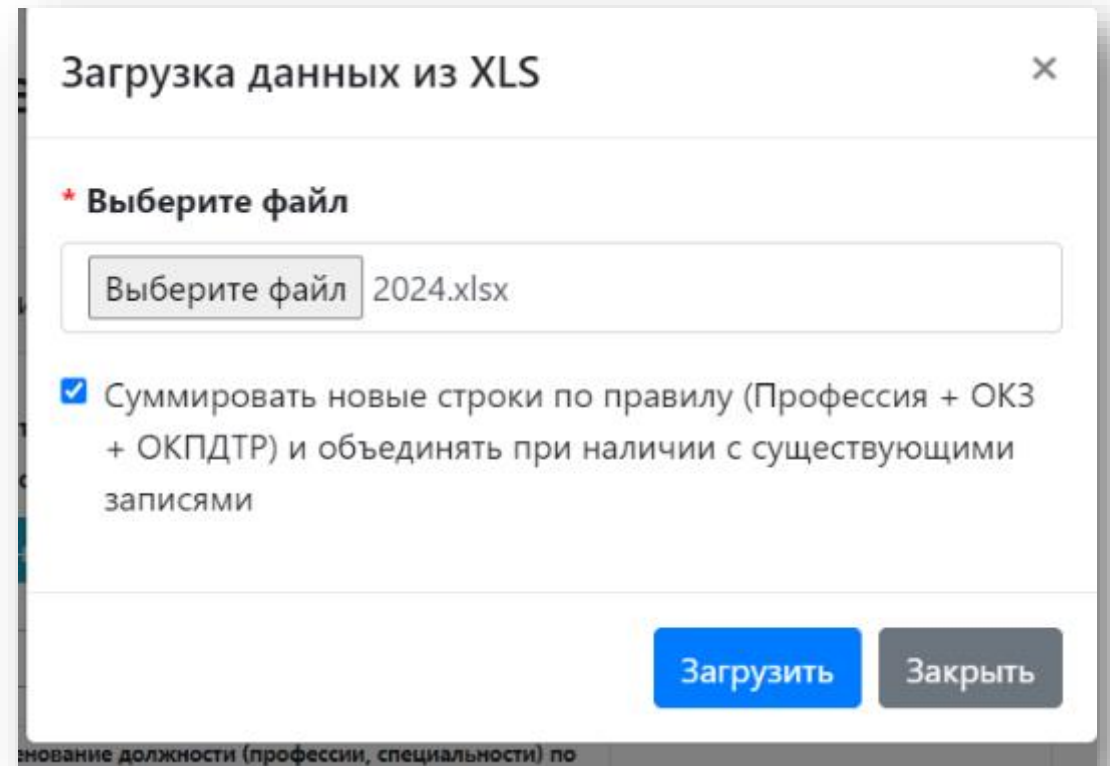 Загрузка данных из XLS
×
* Выберите файл
Выберите файл 2024.xlsx
Суммировать новые строки по правилу (Профессия + ОКЗ
+ ОКПДТР) и объединять при наличии с существующими
записями
Загрузить Закрыть
должности (профессии, специальности) по